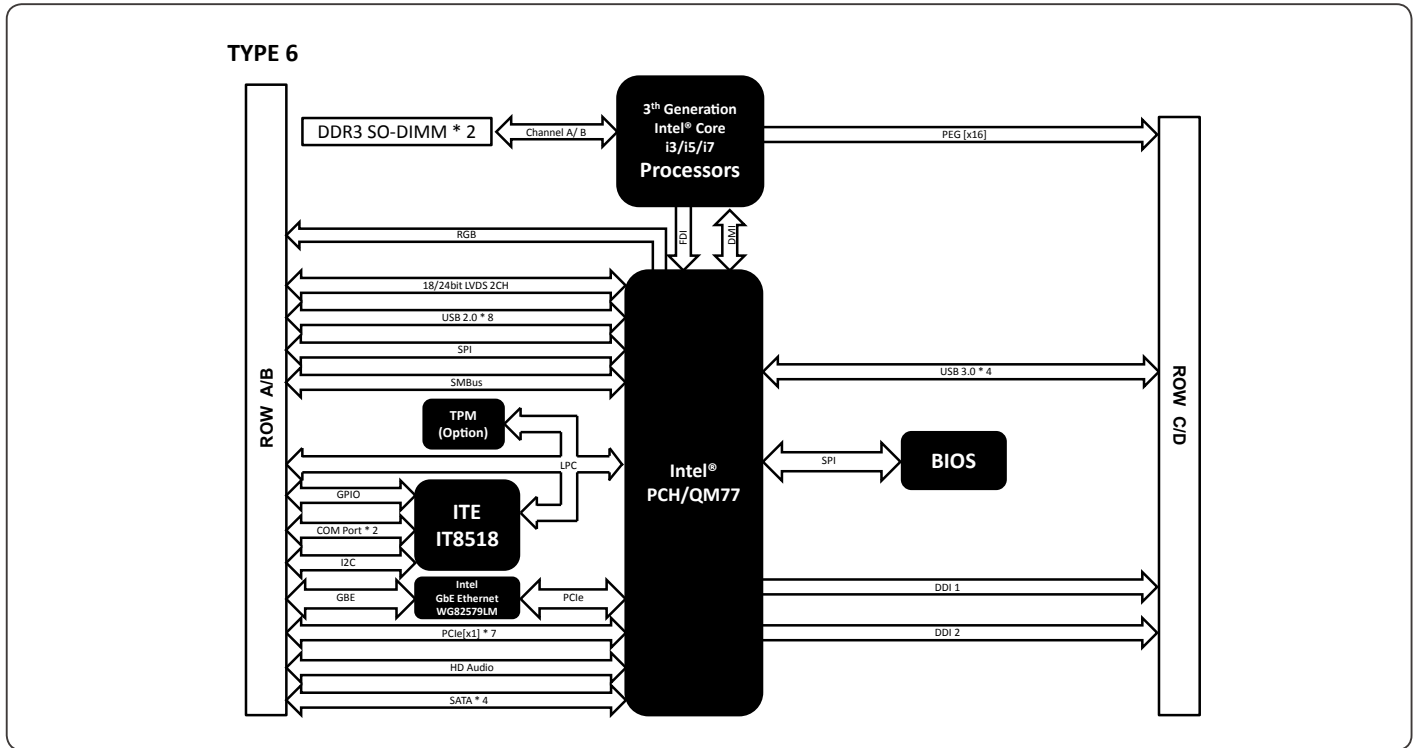 TYPE 6
DDR3 SO-DIMM * 2
Channel A/ B
3th Generation
Intel® Core
i3/i5/i7
Processors
PEG [x16]
RGB
FDI
DMI
18/24bit LVDS 2CH
USB 2.0 * 8
SPI
SMBus
ROW A/B
TPM
(Option)
LPC
GPIO
COM Port * 2
I2C
ITE
IT8518
GBE
Intel
GbE Ethernet
WG82579LM
PCIe
PCIe[x1] * 7
HD Audio
SATA * 4
Intel®
PCH/QM77
USB 3.0 * 4
SPI
BIOS
DDI 1
DDI 2
ROW C/D